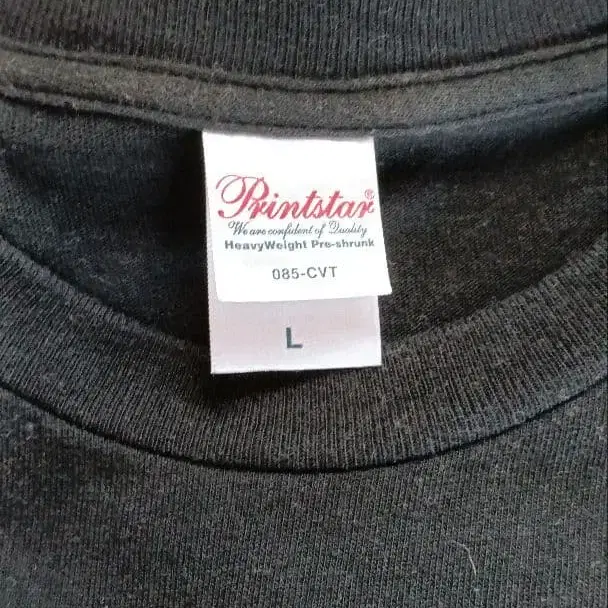 Printstar®
We are confident of Quality
HeavyWeight Pre-shrunk
085-CVT
L